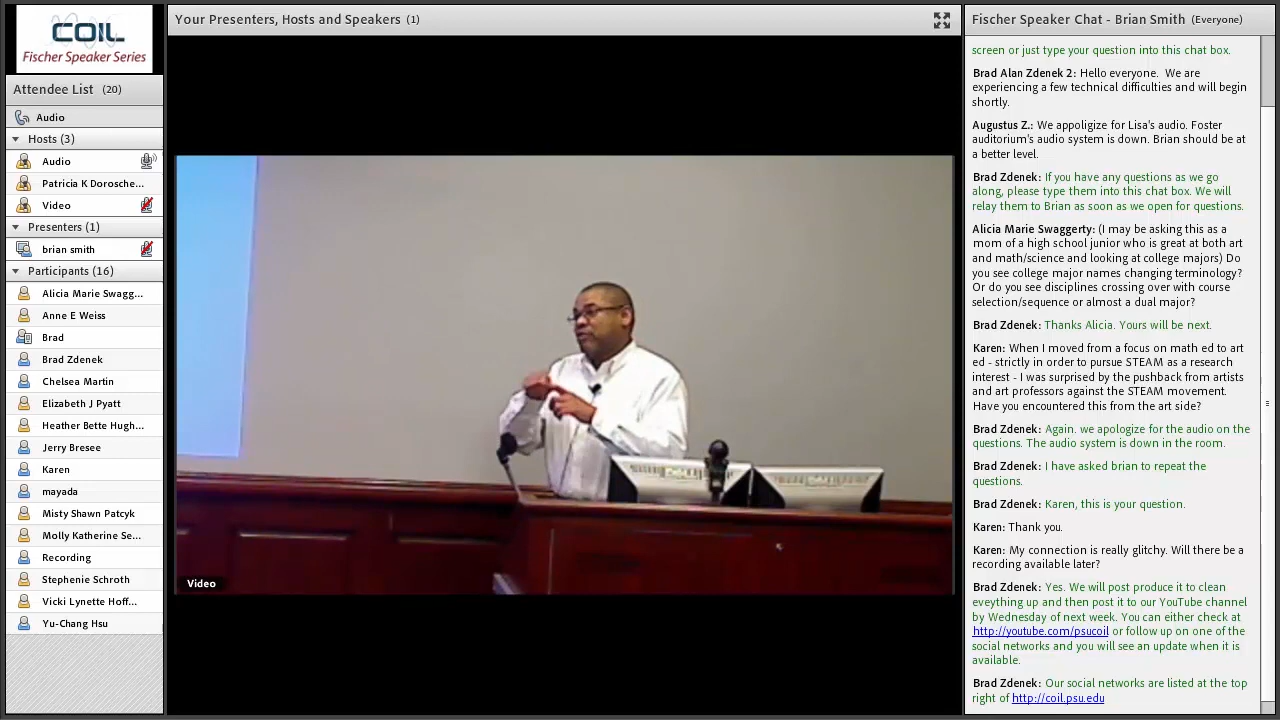 COIL
Fischer Speaker Series
Attendee List (20)
Audio
Hosts (3)
Audio
Patricia K Dorosche...
Video
Presenters (1)
brian smith
Participants (16)
Alicia Marie Swagg...
Anne E Weiss
Brad
Brad Zdenek
Chelsea Martin
Elizabeth J Pyatt
Heather Bette Hugh...
Jerry Bresee
Karen
mayada
Misty Shawn Patcyk
Molly Katherine Se...
Recording
Stephenie Schroth
Vicki Lynette Hoff...
Yu-Chang Hsu
Your Presenters, Hosts and Speakers (1)
Video
Fischer Speaker Chat - Brian Smith (Everyone)
screen or just type your question into this chat box.
Brad Alan Zdenek 2: Hello everyone. We are
experiencing a few technical difficulties and will begin
shortly.
Augustus Z.: We appoligize for Lisa's audio. Foster
auditorium's audio system is down. Brian should be at
a better level.
Brad Zdenek: If you have any questions as we go
along, please type them into this chat box. We will
relay them to Brian as soon as we open for questions.
Alicia Marie Swaggerty: (I may be asking this as a
mom of a high school junior who is great at both art
and math/science and looking at college majors) Do
you see college major names changing terminology?
Or do you see disciplines crossing over with course
selection/sequence or almost a dual major?
Brad Zdenek: Thanks Alicia. Yours will be next.
Karen: When I moved from a focus on math ed to art
ed - strictly in order to pursue STEAM as a research
interest - I was surprised by the pushback from artists
and art professors against the STEAM movement.
Have you encountered this from the art side?
Brad Zdenek: Again. we apologize for the audio on the
questions. The audio system is down in the room.
Brad Zdenek: I have asked brian to repeat the
questions.
Brad Zdenek: Karen, this is your question.
Karen: Thank you.
Karen: My connection is really glitchy. Will there be a
recording available later?
Brad Zdenek: Yes. We will post produce it to clean
eveything up and then post it to our YouTube channel
by Wednesday of next week. You can either check at
http://youtube.com/psucoil or follow up on one of the
social networks and you will see an update when it is
available.
Brad Zdenek: Our social networks are listed at the top
right of http://coil.psu.edu